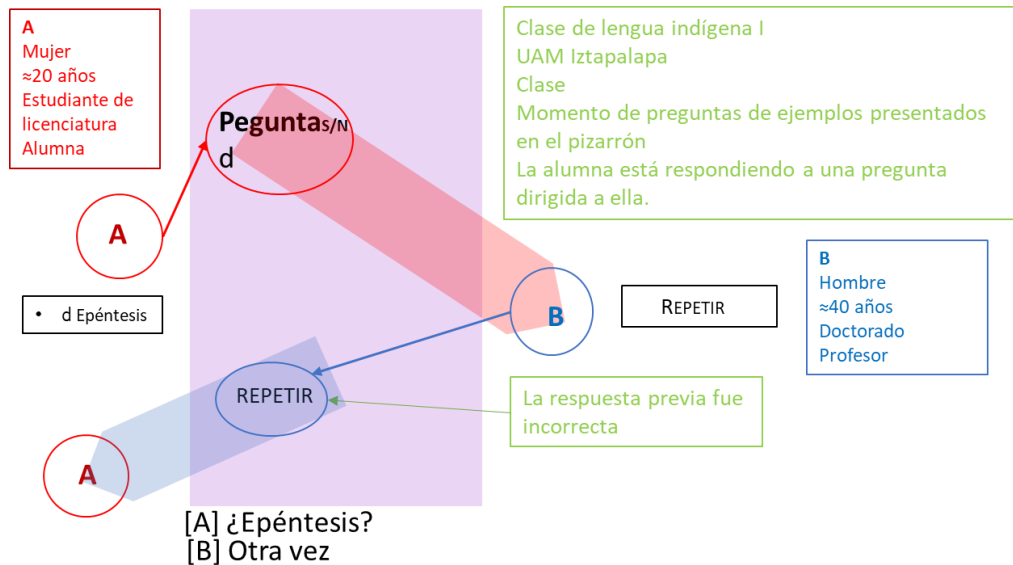 A
Mujer
≈20 años
Estudiante de
licenciatura
Alumna
Clase de lengua indígena I
UAM Iztapalapa
Clase
Momento de preguntas de ejemplos presentados
en el pizarrón
La alumna está respondiendo a una pregunta
dirigida a ella.
PeguntaS/N
d
A
• d Epéntesis
B
REPETIR
B
Hombre
≈40 años
Doctorado
Profesor
REPETIR
La respuesta previa fue
incorrecta
A
[A] ¿Epéntesis?
[B] Otra vez